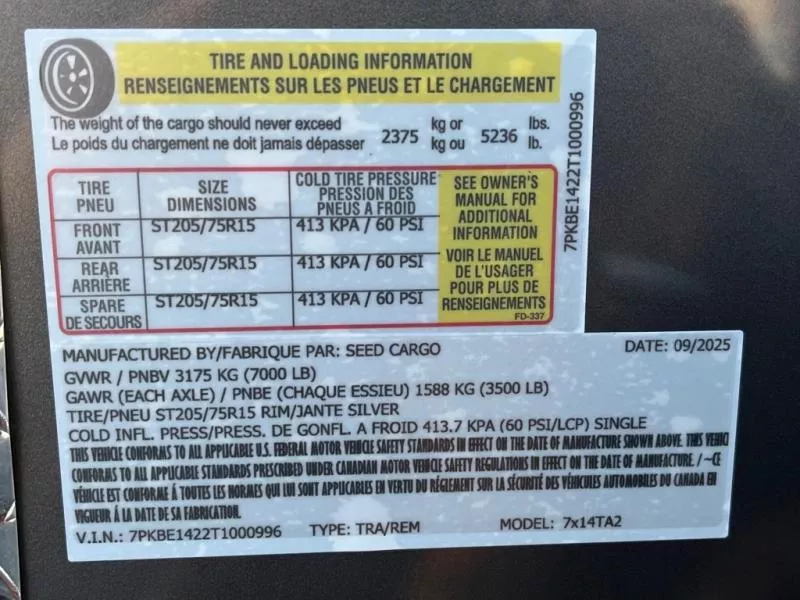 TIRE AND LOADING INFORMATION
RENSEIGNEMENTS SUR LES PNEUS ET LE CHARGEMENT
The weight of the cargo should never exceed 2375 kg or 5236 lbs.
Le poids du chargement ne doit jamais dépasser kg ou lb.
TIRE PNEU SIZE DIMENSIONS COLD TIRE PRESSURE PRESSION DES PNEUS A FROID
FRONT AVANT ST205/75R15 413 KPA / 60 PSI
REAR ARRIÈRE ST205/75R15 413 KPA / 60 PSI
SPARE DE SECOURS ST205/75R15 413 KPA / 60 PSI
SEE OWNER'S
MANUAL FOR
ADDITIONAL
INFORMATION
VOIR LE MANUEL
DE L'USAGER
POUR PLUS DE
RENSEIGNEMENTS
FD-337
7PKBE1422T1000996
MANUFACTURED BY/FABRIQUE PAR: SEED CARGO DATE: 09/2025
GVWR / PNBV 3175 KG (7000 LB)
GAWR (EACH AXLE) / PNBE (CHAQUE ESSIEU) 1588 KG (3500 LB)
TIRE/PNEU ST205/75R15 RIM/JANTE SILVER
COLD INFL. PRESS/PRESS. DE GONFL. A FROID 413.7 KPA (60 PSI/LCP) SINGLE
THIS VEHICLE CONFORMS TO ALL APPLICABLE U.S. FEDERAL MOTOR VEHICLE SAFETY STANDARDS IN EFFECT ON THE DATE OF MANUFACTURE SHOWN ABOVE. THIS VEHICL
CONFORMS TO ALL APPLICABLE STANDARDS PRESCRIBED UNDER CANADIAN MOTOR VEHICLE SAFETY REGULATIONS IN EFFECT ON THE DATE OF MANUFACTURE. / ~CE
VÉHICLE EST CONFORME Á TOUTES LES NORMES QUI LUI SONT APPLICABLES EN VERTU DU RÉGLEMENT SUR LA SÉCURITÉ DES VÉHICULES AUTOMOBILES DU CANADA EN
VIGUEUR Á LA DATE DE SA FABRICATION.
V.I.N.: 7PKBE1422T1000996 TYPE: TRA/REM MODEL: 7x14TA2